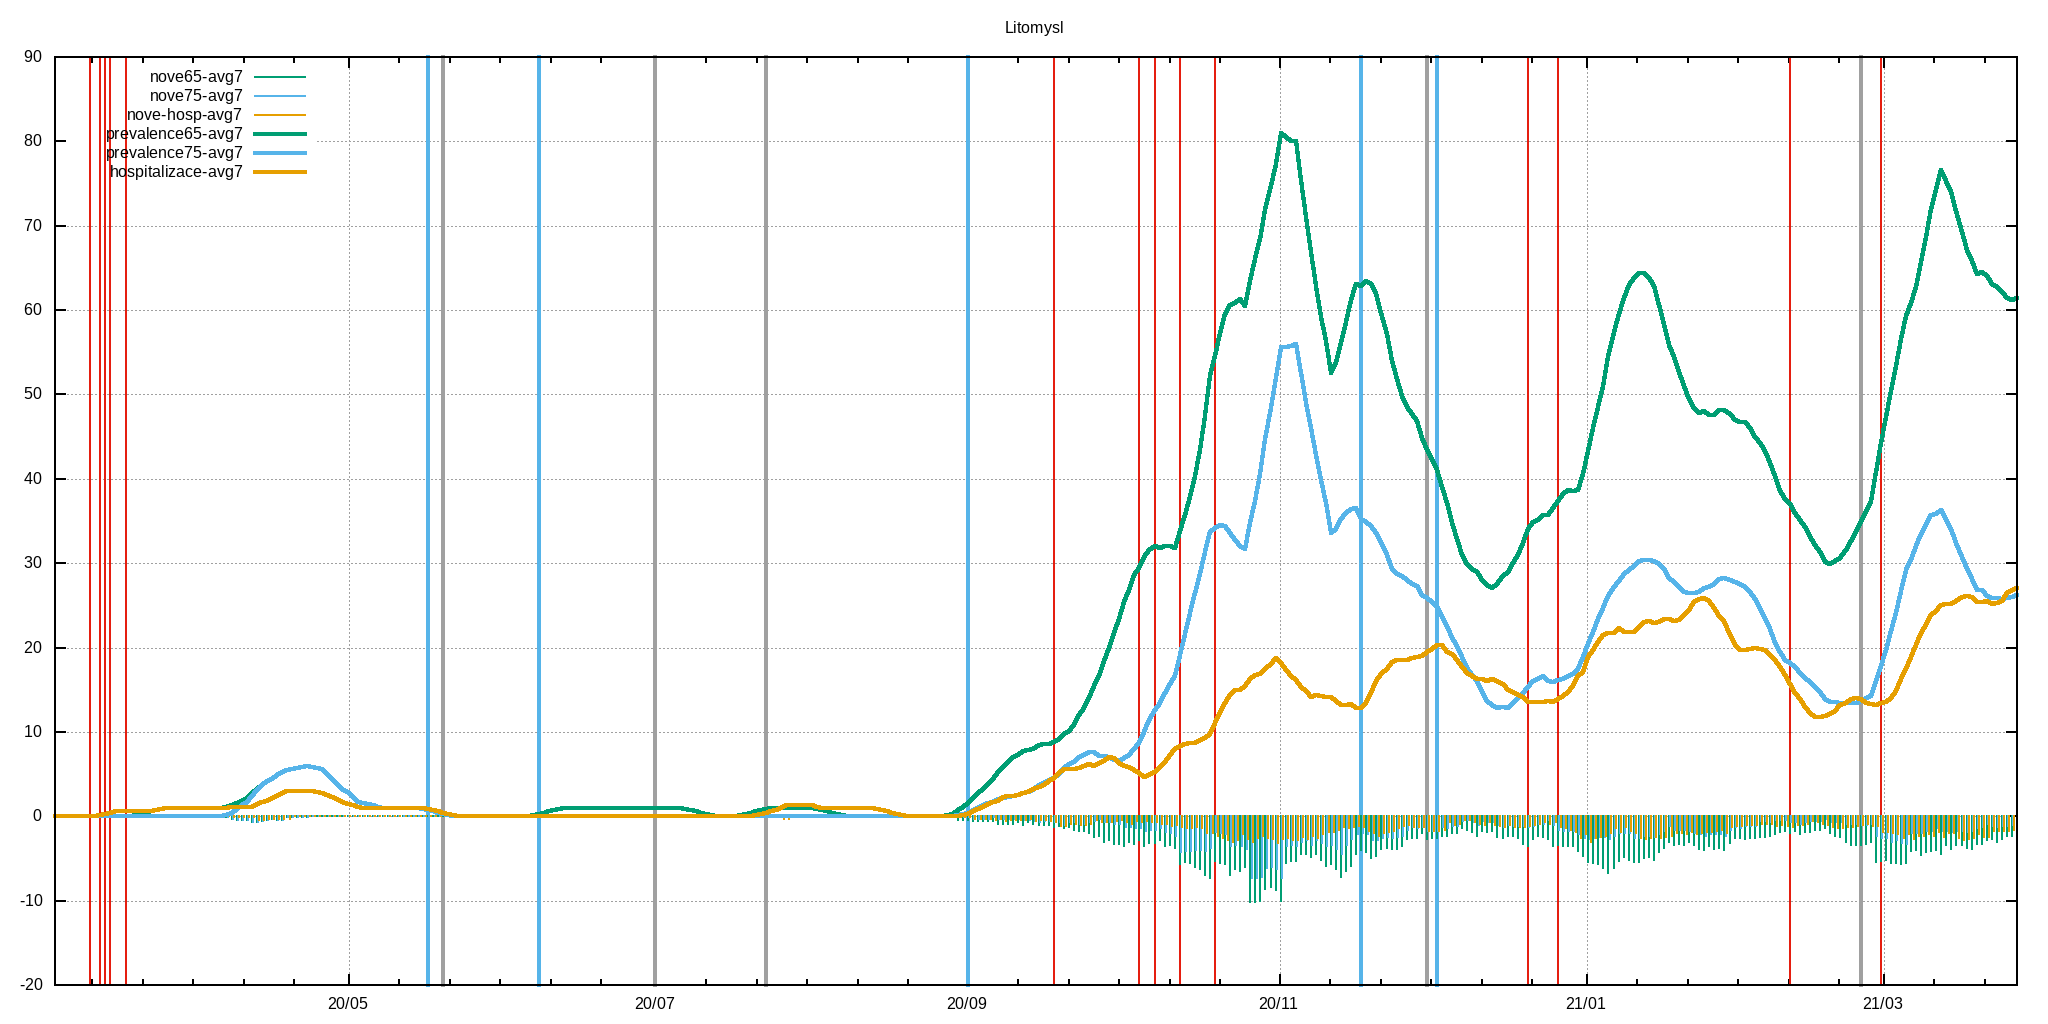 Litomysl
90
80
70
60
50
40
30
20
10
0
-10
-20
nove65-avg7
nove75-avg7
nove-hosp-avg7
prevalence65-avg7
prevalence75-avg7
hospitalizace-avg7
20/05 20/07 20/09 20/11 21/01 21/03